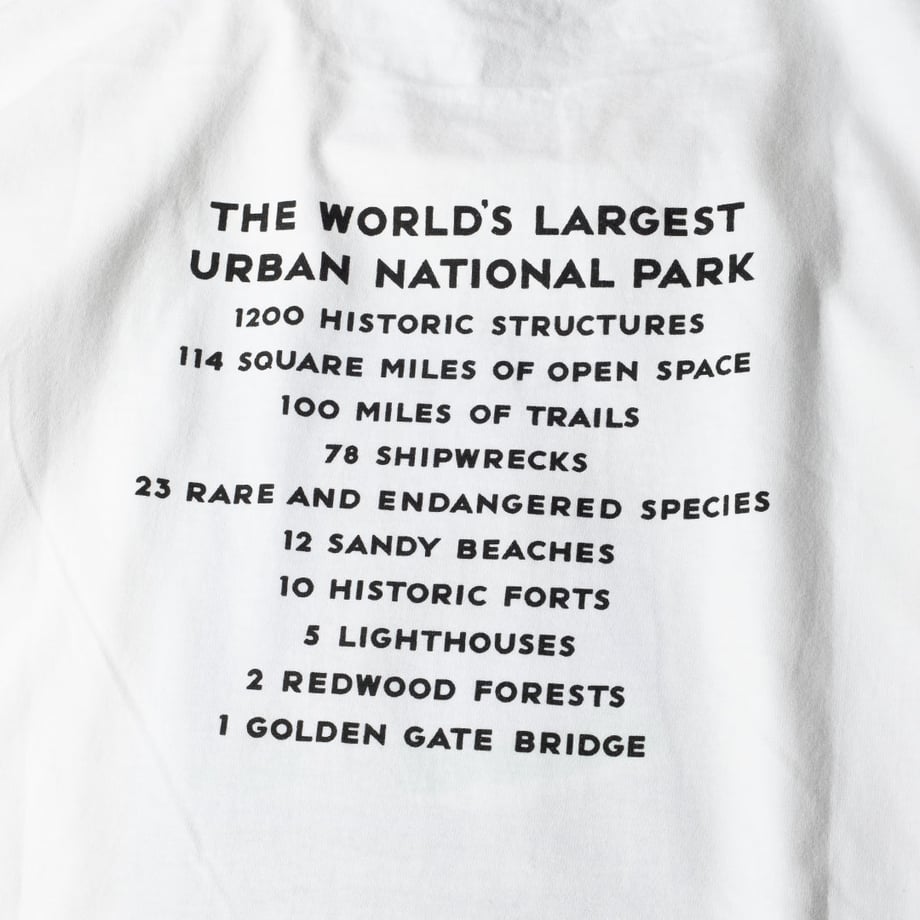 THE WORLD'S LARGEST
URBAN NATIONAL PARK
1200 HISTORIC STRUCTURES
114 SQUARE MILES OF OPEN SPACE
100 MILES OF TRAILS
78 SHIPWRECKS
23 RARE AND ENDANGERED SPECIES
12 SANDY BEACHES
10 HISTORIC FORTS
5 LIGHTHOUSES
2 REDWOOD FORESTS
1 GOLDEN GATE BRIDGE